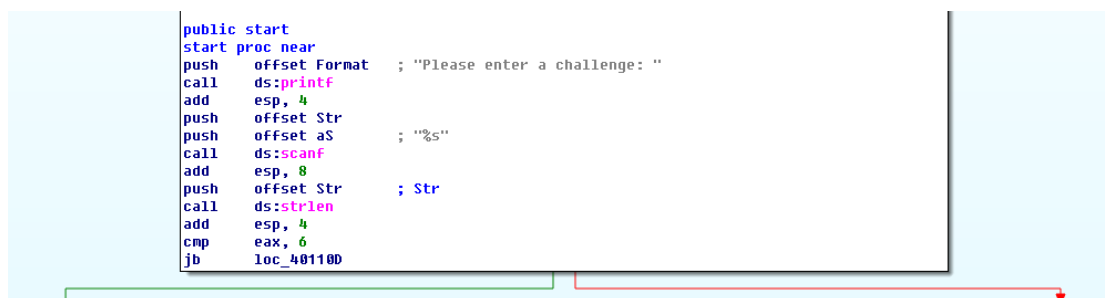 public start
start proc near
push offset Format ; "Please enter a challenge: "
call ds:printf
add esp, 4
push offset Str
push offset aS ; "%s"
call ds:scanf
add esp, 8
push offset Str ; Str
call ds:strlen
add esp, 4
cmp eax, 6
jb loc_40110D